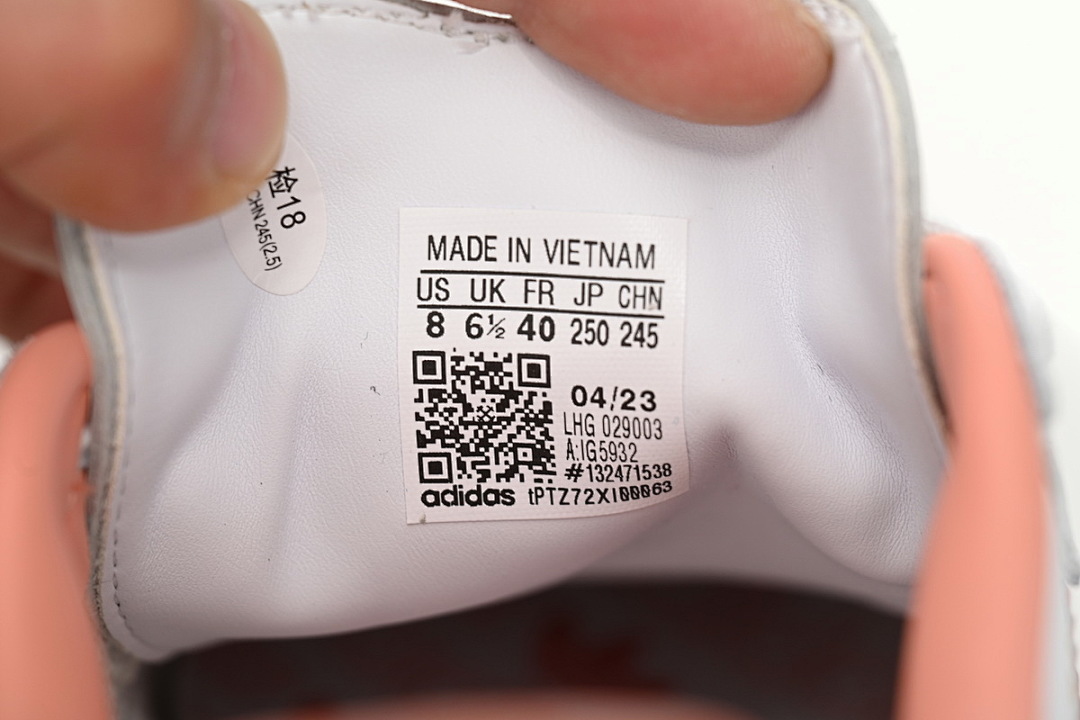 检18
CHN 245(2.5)
MADE IN VIETNAM
US UK FR JP CHN
8 6½ 40 250 245
04/23
LHG 029003
A:IG5932
#132471538
adidas tPTZ72XI00063